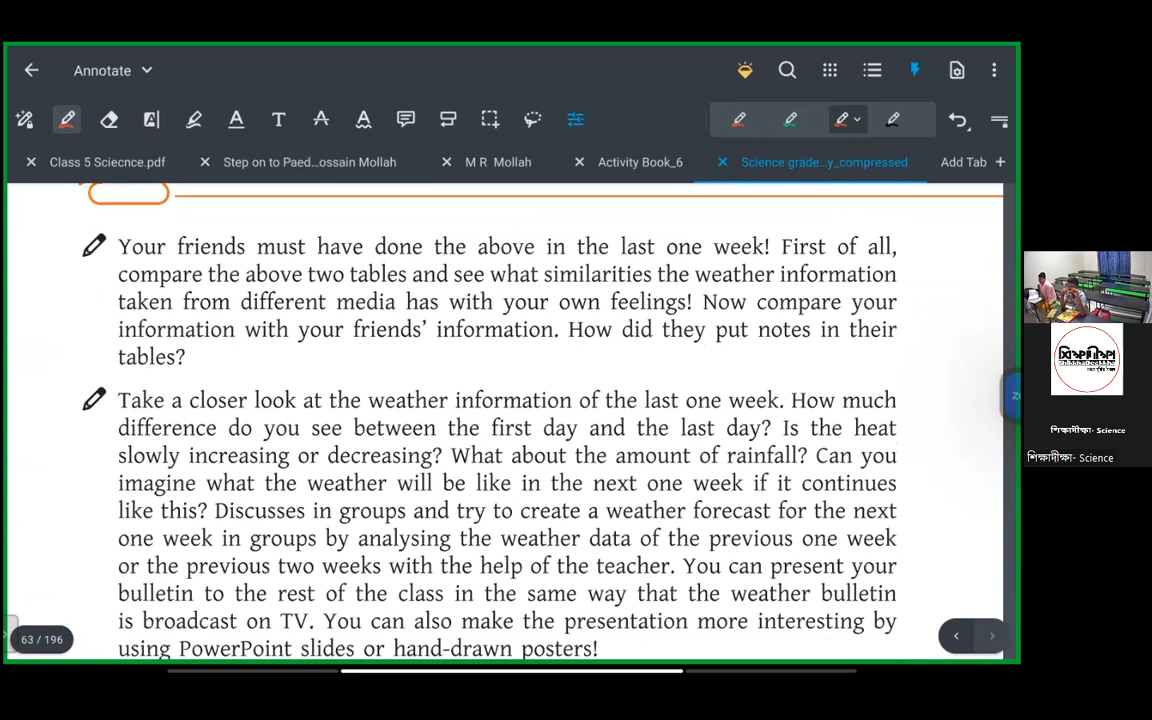 Annotate
Class 5 Sciecnce.pdf
Step on to Paed...ossain Mollah
M R Mollah
Activity Book_6
Science grade...y_compressed
Add Tab
Your friends must have done the above in the last one week! First of all,
compare the above two tables and see what similarities the weather information
taken from different media has with your own feelings! Now compare your
information with your friends’ information. How did they put notes in their
tables?
Take a closer look at the weather information of the last one week. How much
difference do you see between the first day and the last day? Is the heat
slowly increasing or decreasing? What about the amount of rainfall? Can you
imagine what the weather will be like in the next one week if it continues
like this? Discusses in groups and try to create a weather forecast for the next
one week in groups by analysing the weather data of the previous one week
or the previous two weeks with the help of the teacher. You can present your
bulletin to the rest of the class in the same way that the weather bulletin
is broadcast on TV. You can also make the presentation more interesting by
using PowerPoint slides or hand-drawn posters!
63 / 196
শিক্ষাদীক্ষা
শিক্ষাদীক্ষা- Science
শিক্ষাদীক্ষা- Science